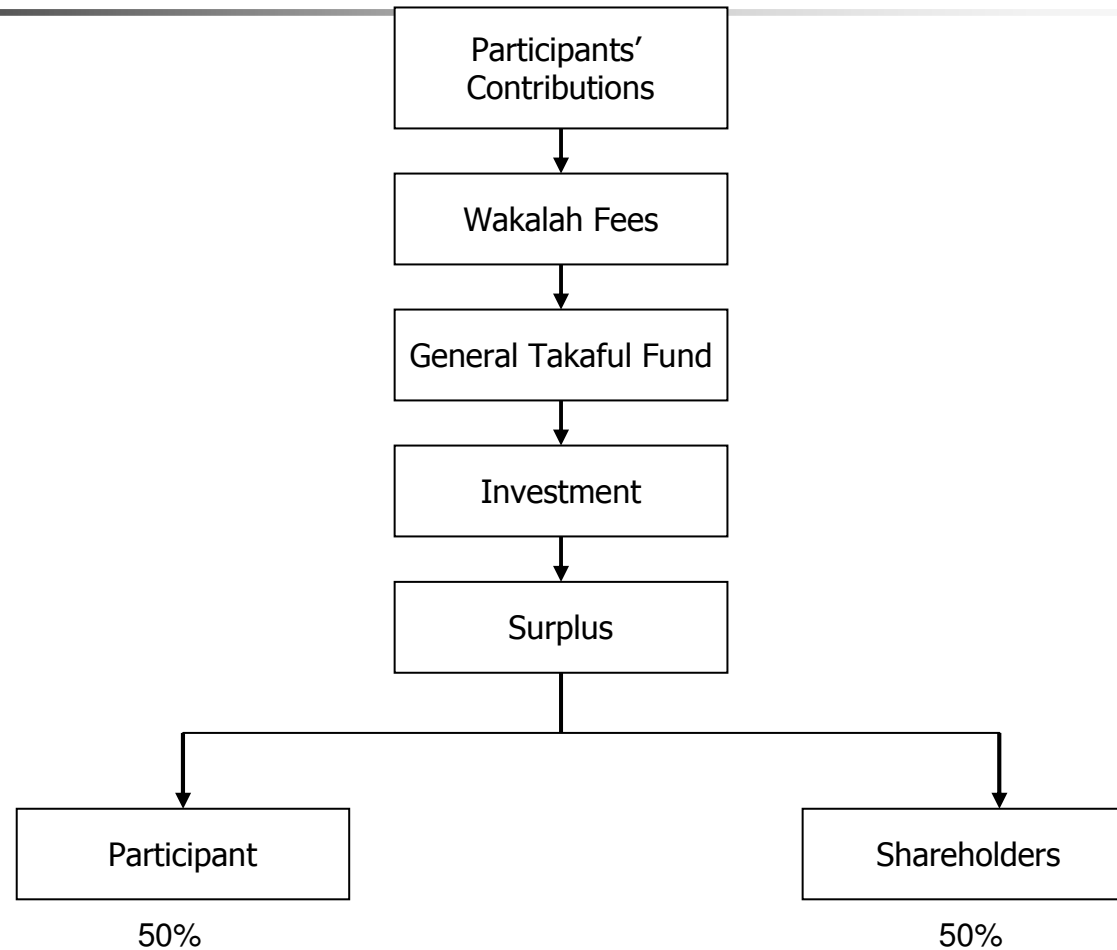 Participants’
Contributions
Wakalah Fees
General Takaful Fund
Investment
Surplus
Participant
Shareholders
50%
50%